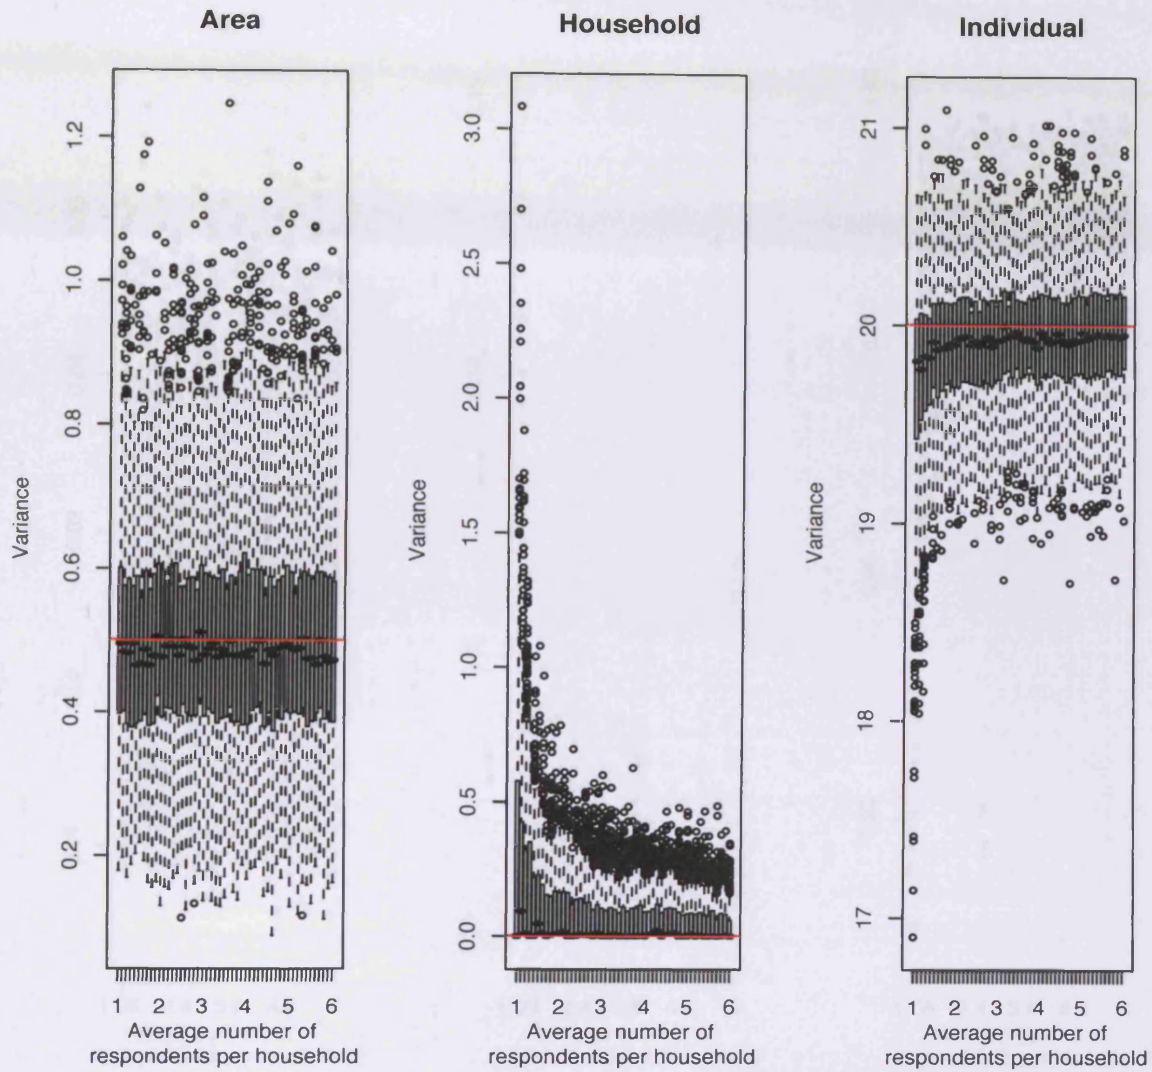 Area
Household
Individual
Variance
1.2
1.0
0.8
0.6
0.4
0.2
1 2 3 5 6
Average number of
respondents per household
Variance
3.0
2.5
2.0
1.5
1.0
0.5
0.0
1 2 3 5 6
Average number of
respondents per household
Variance
21
20
19
18
17
1 2 3 4 5 6
Average number of
respondents per household